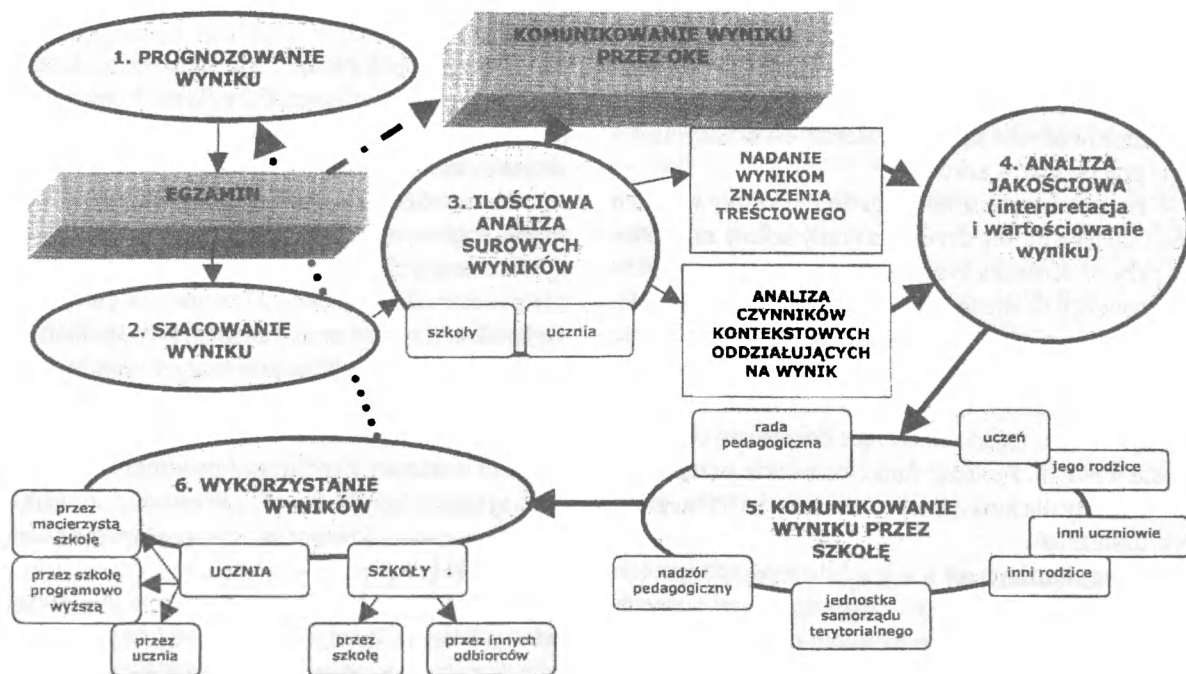 1. PROGNOZOWANIE
WYNIKU
KOMUNIKOWANIE WYNIKU
PRZEZ OKE
EGZAMIN
2. SZACOWANIE
WYNIKU
3. ILOŚCIOWA
ANALIZA
SUROWYCH
WYNIKÓW
szkoły
ucznia
NADANIE
WYNIKOM
ZNACZENIA
TREŚCIOWEGO
ANALIZA
CZYNNIKÓW
KONTEKSTOWYCH
ODDZIAŁUJĄCYCH
NA WYNIK
4. ANALIZA
JAKOŚCIOWA
(interpretacja
i wartościowanie
wyniku)
5. KOMUNIKOWANIE
WYNIKU PRZEZ
SZKOŁĘ
rada
pedagogiczna
uczeń
jego rodzice
inni uczniowie
inni rodzice
jednostka
samorządu
terytorialnego
nadzór
pedagogiczny
6. WYKORZYSTANIE
WYNIKÓW
UCZNIA
SZKOŁY
przez
macierzystą
szkołę
przez szkołę
programowo
wyższą
przez
ucznia
przez
szkołę
przez innych
odbiorców